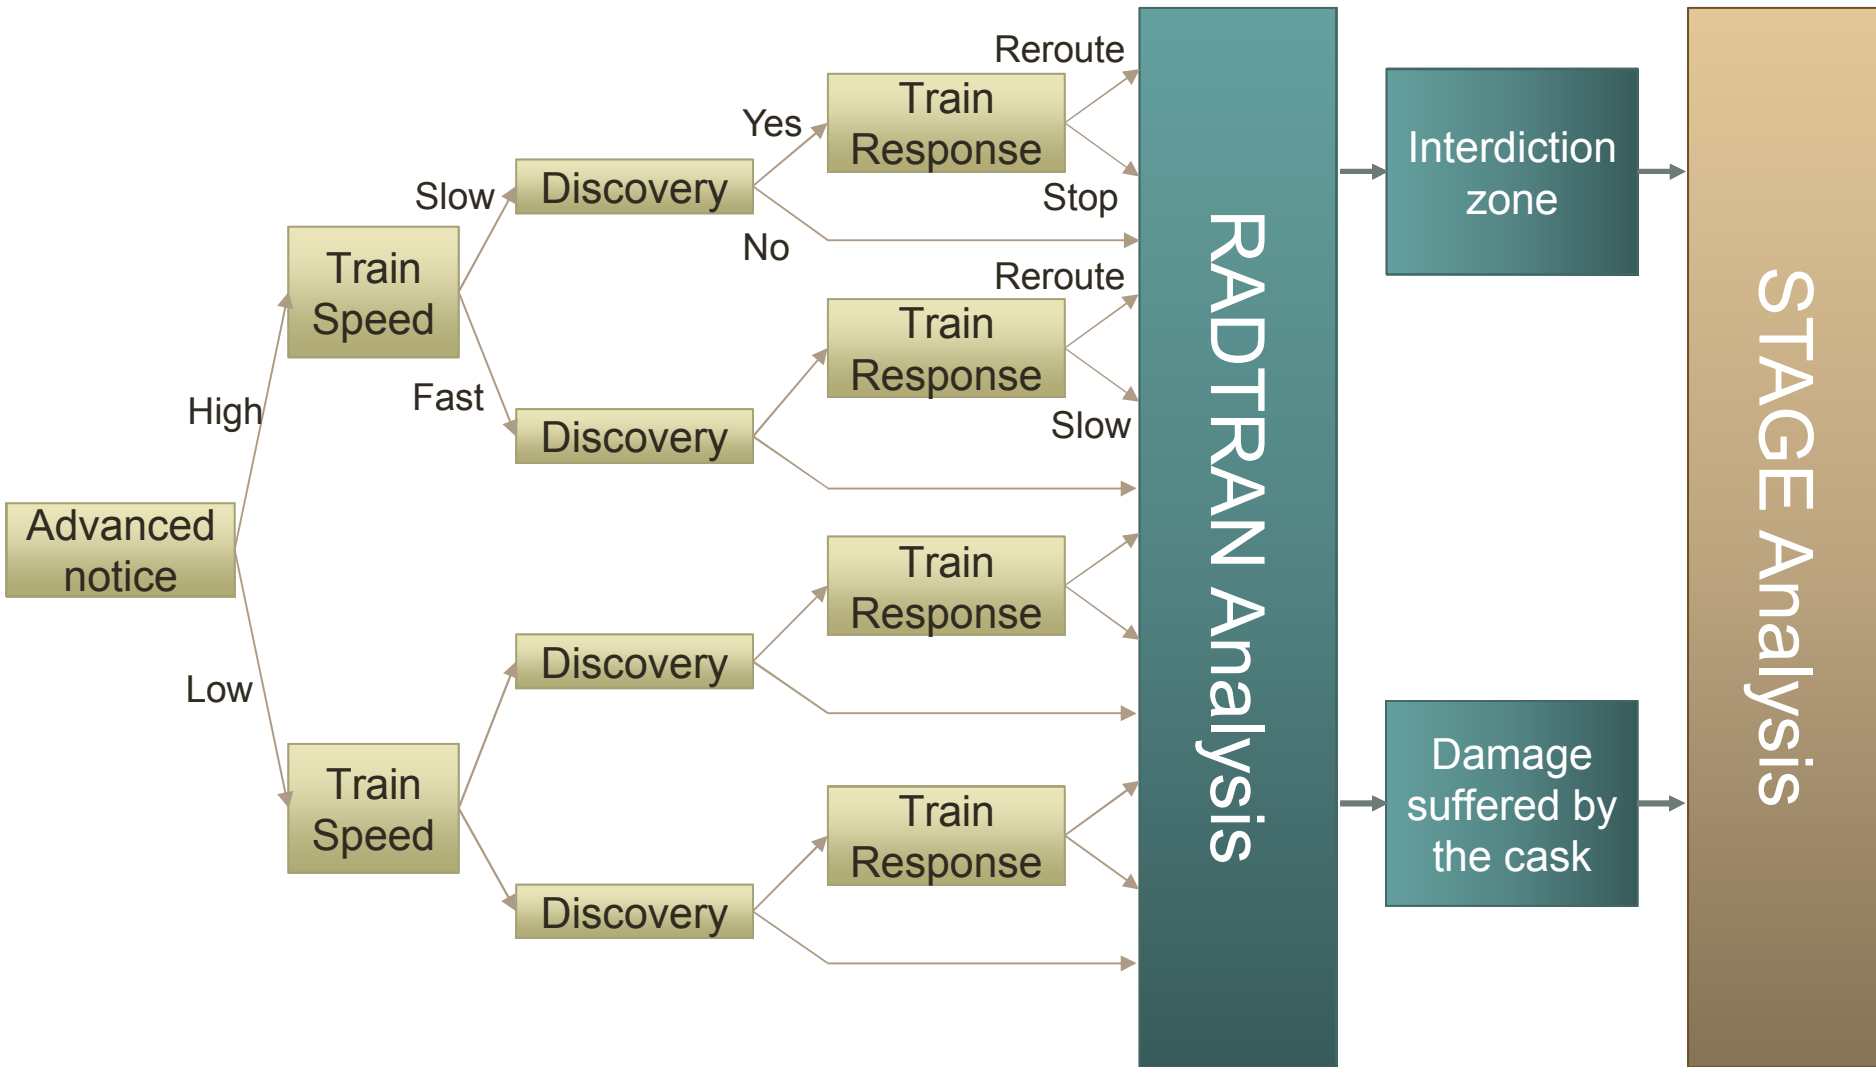 Advanced
notice
High
Low
Train
Speed
Train
Speed
Slow
Fast
Discovery
Discovery
Discovery
Discovery
Yes
No
Train
Response
Train
Response
Train
Response
Train
Response
Reroute
Stop
Reroute
Slow
RADTRAN Analysis
Interdiction
zone
Damage
suffered by
the cask
STAGE Analysis